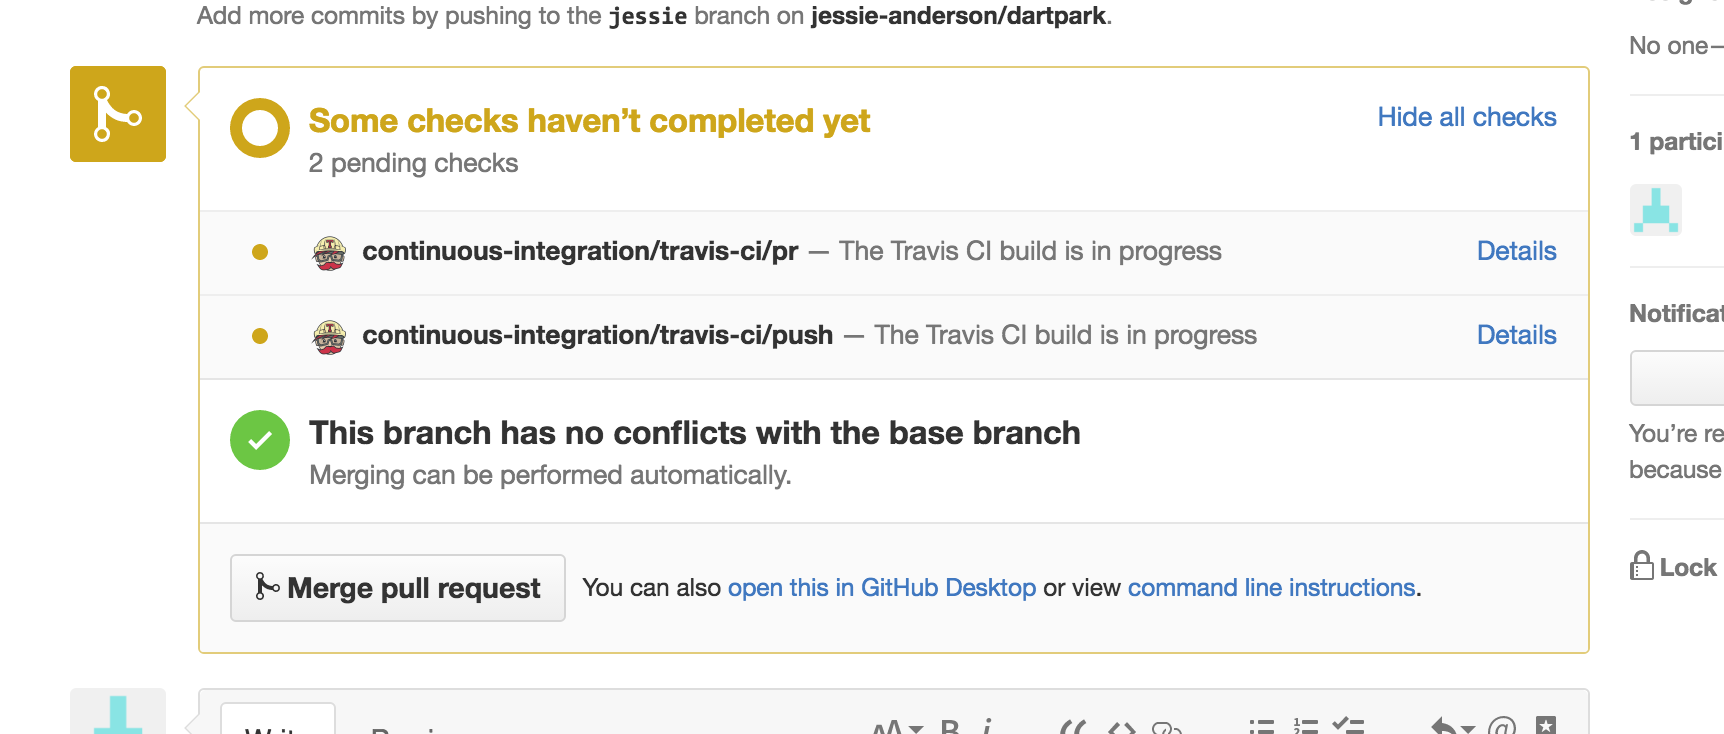 Add more commits by pushing to the jessie branch on jessie-anderson/dartpark.
No one—
Some checks haven’t completed yet
Hide all checks
2 pending checks
1 partici
continuous-integration/travis-ci/pr — The Travis CI build is in progress
Details
continuous-integration/travis-ci/push — The Travis CI build is in progress
Details
Notificat
This branch has no conflicts with the base branch
Merging can be performed automatically.
You’re re
because
Merge pull request
You can also open this in GitHub Desktop or view command line instructions.
Lock